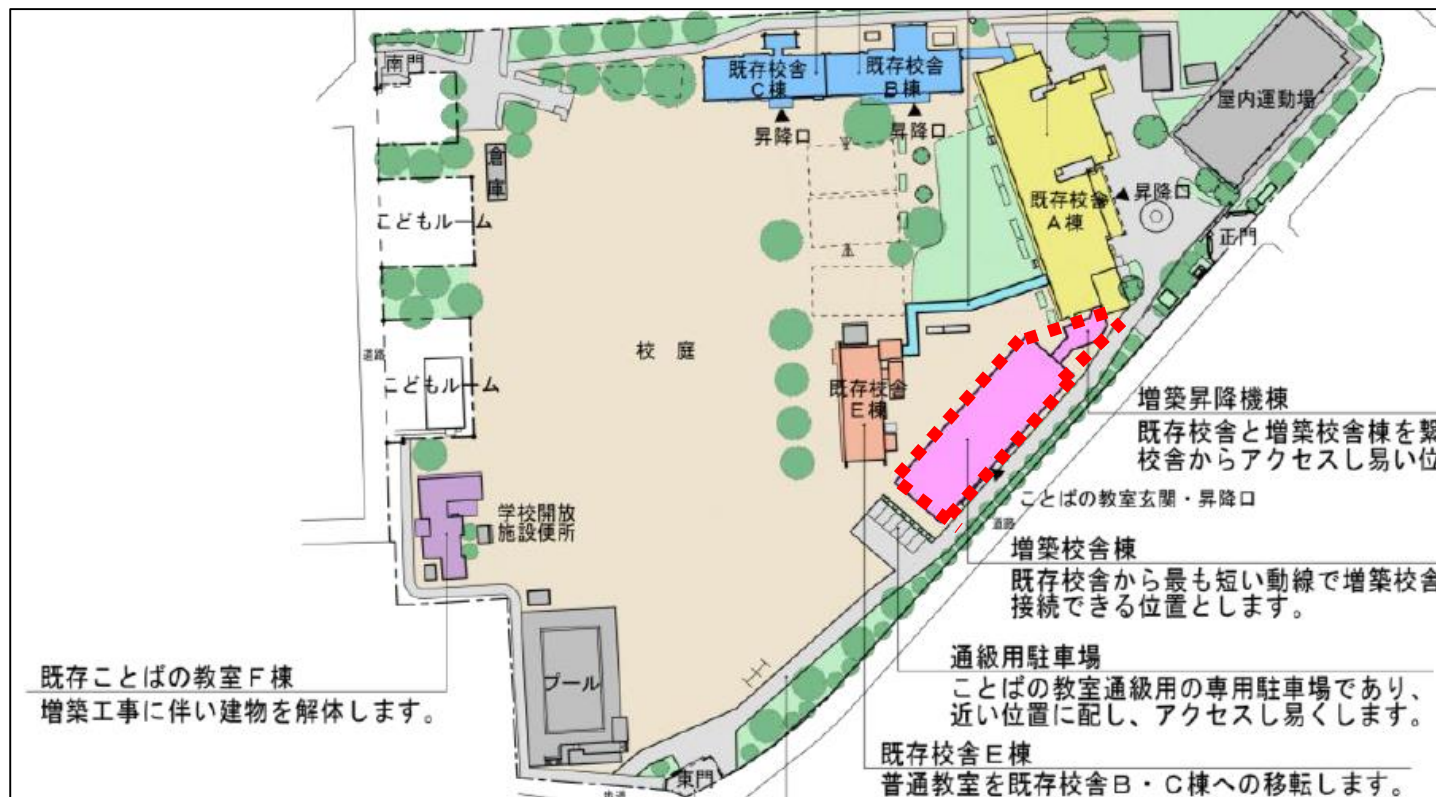 南門
既存校舎
C棟
既存校舎
B棟
昇降口
昇降口
屋内運動場
倉庫
こどもルーム
既存校舎
A棟
昇降口
正門
道路
校庭
こどもルーム
既存校舎
E棟
増築昇降機棟
既存校舎と増築校舎棟を繋
校舎からアクセスし易い位
ことばの教室玄関・昇降口
道路
学校開放
施設便所
増築校舎棟
既存校舎から最も短い動線で増築校舎
接続できる位置とします。
通級用駐車場
ことばの教室通級用の専用駐車場であり、
近い位置に配し、アクセスし易くします。
既存ことばの教室F棟
増築工事に伴い建物を解体します。
プール
既存校舎E棟
普通教室を既存校舎B・C棟への移転します。
東門